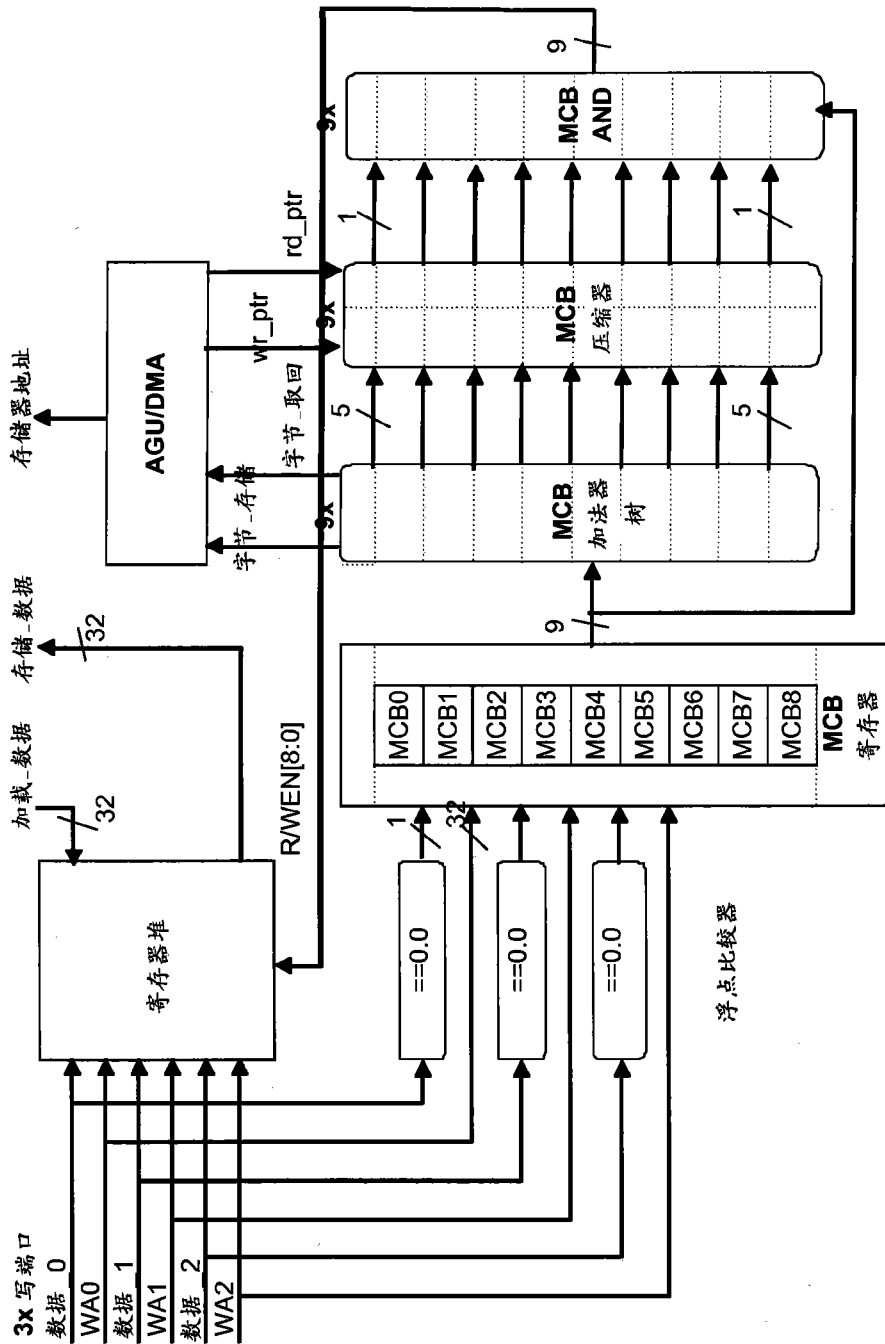 3x 写端口
数据_0
WA0
数据_1
WA1
数据_2
WA2
寄存器堆
加载_数据
32
存储_数据
32
R/WEN[8:0]
==0.0
==0.0
==0.0
浮点比较器
1
32
MCB0
MCB1
MCB2
MCB3
MCB4
MCB5
MCB6
MCB7
MCB8
MCB
寄存器
9
存储器地址
AGU/DMA
字节_存储
字节_取回
wr_ptr
rd_ptr
9x
MCB
加法器
树
5
5
9x
MCB
压缩器
1
1
9x
MCB
AND
9